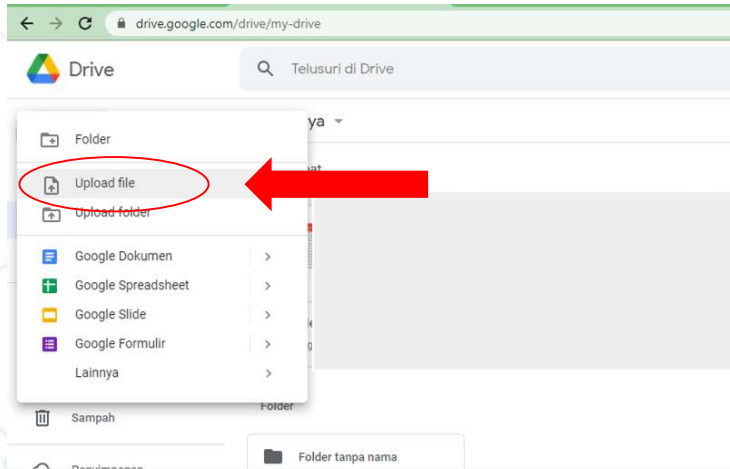 drive.google.com/drive/my-drive
Drive
Telusuri di Drive
ya
Folder
Upload file
Upload folder
Google Dokumen
Google Spreadsheet
Google Slide
Google Formulir
Lainnya
Folder
Sampah
Folder tanpa nama
Penyimpanan